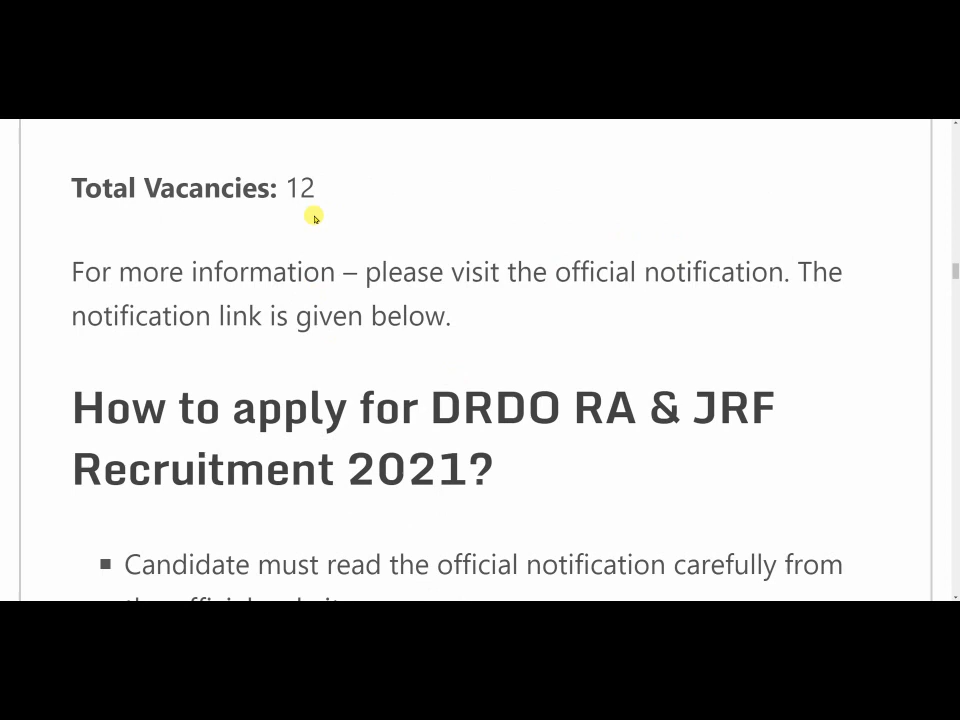 Total Vacancies: 12
For more information – please visit the official notification. The
notification link is given below.
How to apply for DRDO RA & JRF
Recruitment 2021?
▪ Candidate must read the official notification carefully from